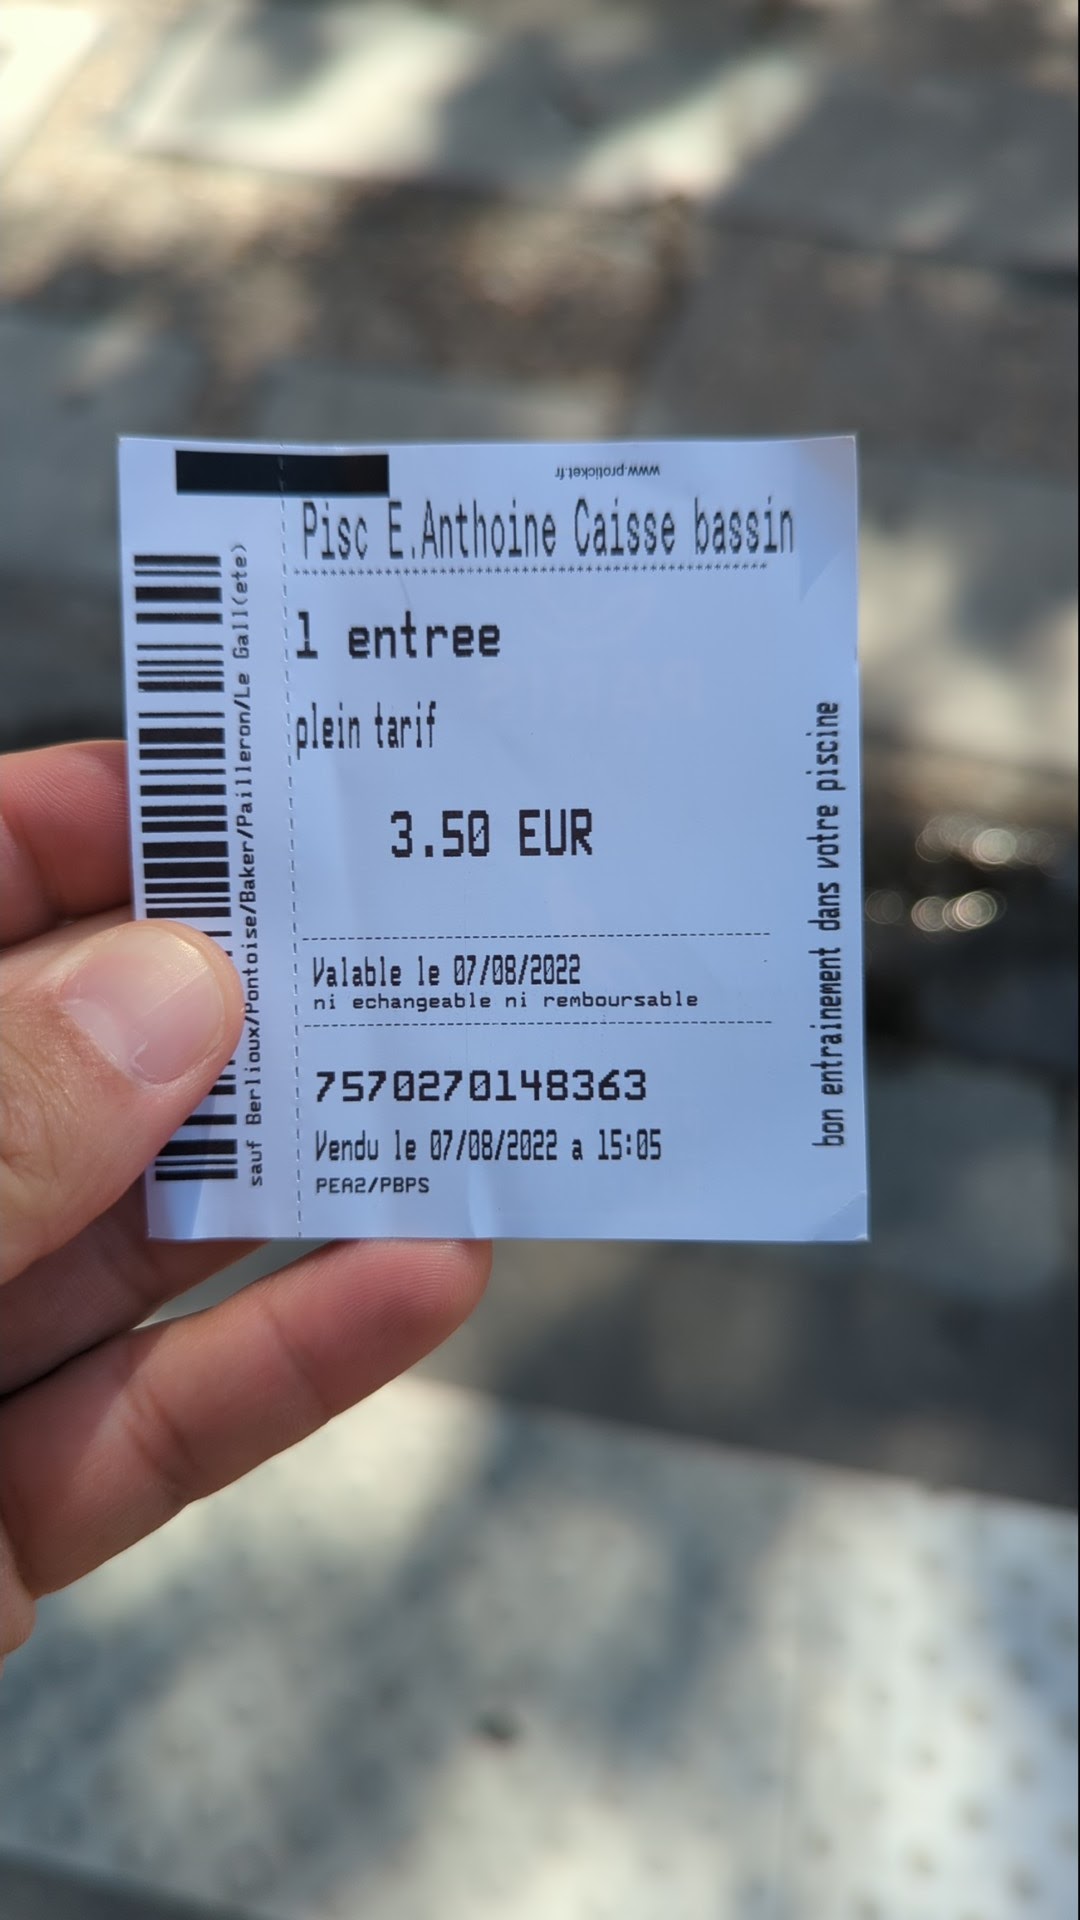 www.proticket.fr
Pisc E.Anthoine Caisse bassin
1 entree
plein tarif
3.50 EUR
Valable le 07/08/2022
ni echangeable ni remboursable
7570270148363
Vendu le 07/08/2022 a 15:05
PEA2/PBPS
sauf Berlioux/Pontoise/Baker/Pailleron/Le Gall(ete)
bon entrainement dans votre piscine